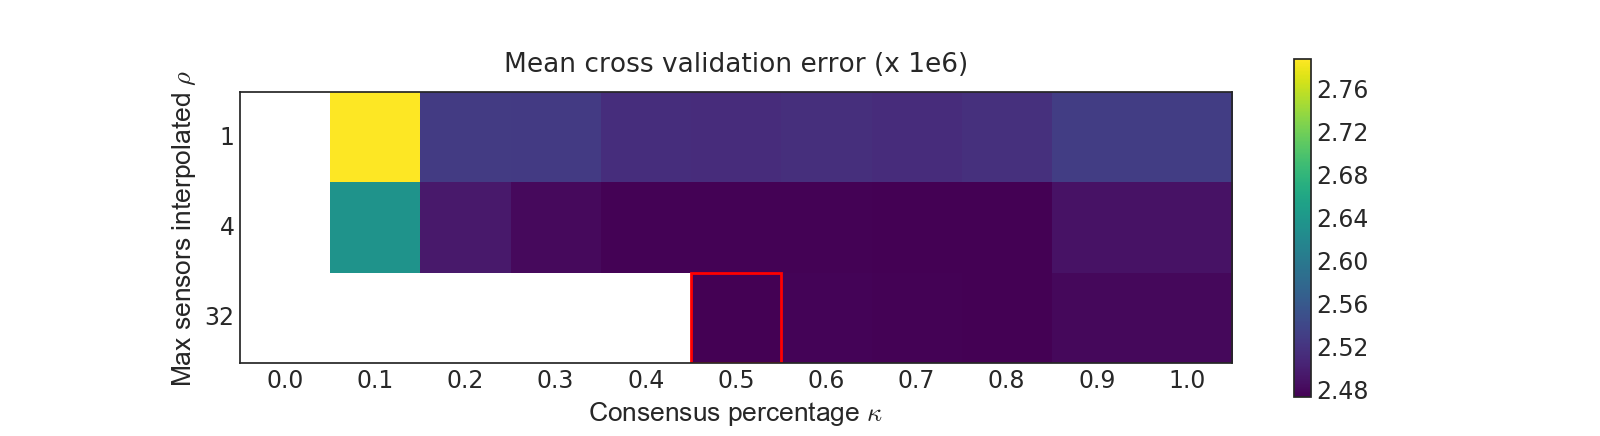 Mean cross validation error (x 1e6)
Max sensors interpolated ρ
1
4
32
0.0 0.1 0.2 0.3 0.4 0.5 0.6 0.7 0.8 0.9 1.0
Consensus percentage κ
2.76
2.72
2.68
2.64
2.60
2.56
2.52
2.48